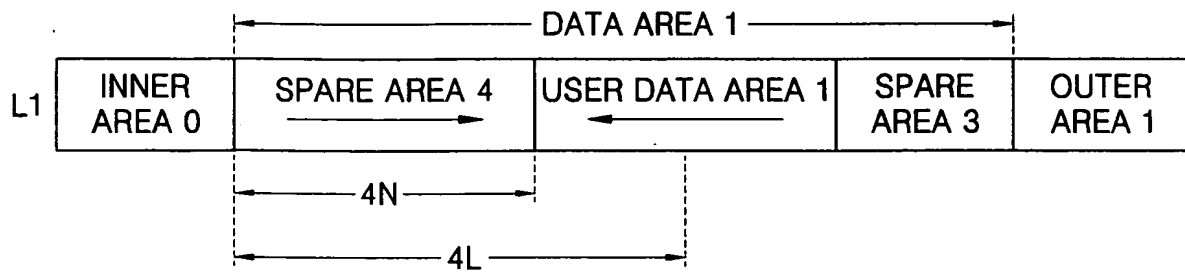 DATA AREA 1
L1
INNER AREA 0
SPARE AREA 4
USER DATA AREA 1
SPARE AREA 3
OUTER AREA 1
4N
4L